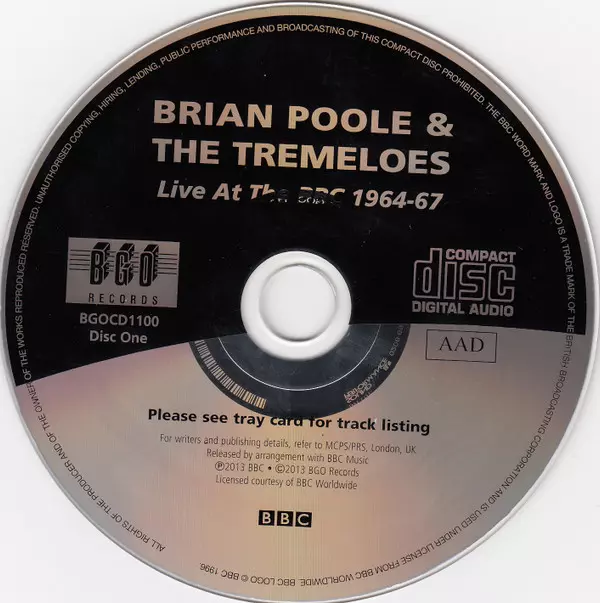 UNAUTHORISED COPYING, HIRING, LENDING, PUBLIC PERFORMANCE AND BROADCASTING OF THIS COMPACT DISC PROHIBITED. THE BBC WORD MARK AND LOGO IS A TRADE MARK OF THE BRITISH BROADCASTING CORPORATION AND IS USED UNDER LICENSE FROM BBC WORLDWIDE. BBC LOGO © BBC 1996
ALL RIGHTS OF THE PRODUCER AND OF THE OWNER OF THE WORKS REPRODUCED RESERVED.
BRIAN POOLE &
THE TREMELOES
Live At The BBC 1964-67
BGO
RECORDS
BGOCD1100
Disc One
COMPACT
disc
DIGITAL AUDIO
AAD
Please see tray card for track listing
For writers and publishing details, refer to MCPS/PRS, London, UK
Released by arrangement with BBC Music
℗2013 BBC • ©2013 BGO Records
Licensed courtesy of BBC Worldwide
BBC